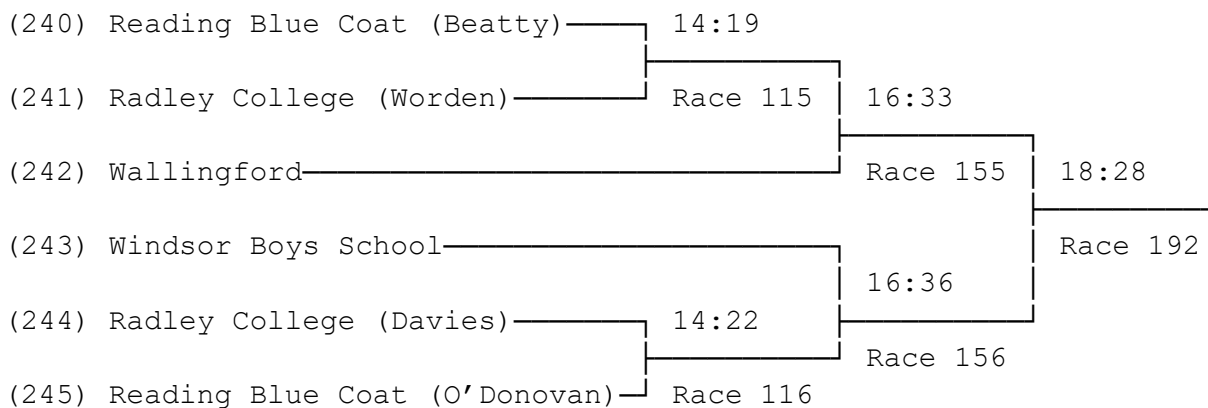 (240) Reading Blue Coat (Beatty) 14:19
(241) Radley College (Worden) Race 115 16:33
(242) Wallingford Race 155 18:28
(243) Windsor Boys School Race 192
16:36
(244) Radley College (Davies) 14:22
Race 156
(245) Reading Blue Coat (O’Donovan) Race 116